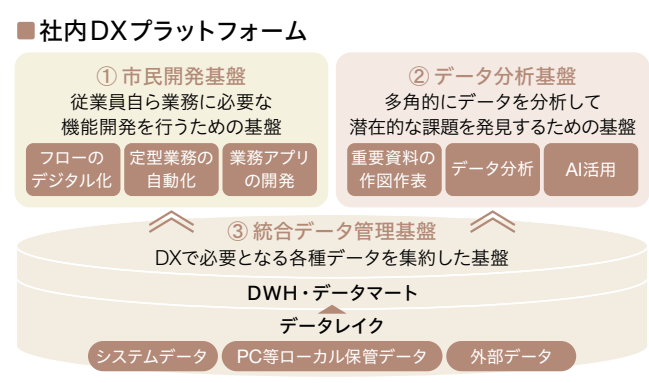 ■社内DXプラットフォーム
①市民開発基盤
従業員自ら業務に必要な
機能開発を行うための基盤
フローの
デジタル化
定型業務の
自動化
業務アプリ
の開発
②データ分析基盤
多角的にデータを分析して
潜在的な課題を発見するための基盤
重要資料の
作図作表
データ分析
AI活用
③統合データ管理基盤
DXで必要となる各種データを集約した基盤
DWH・データマート
データレイク
システムデータ
PC等ローカル保管データ
外部データ